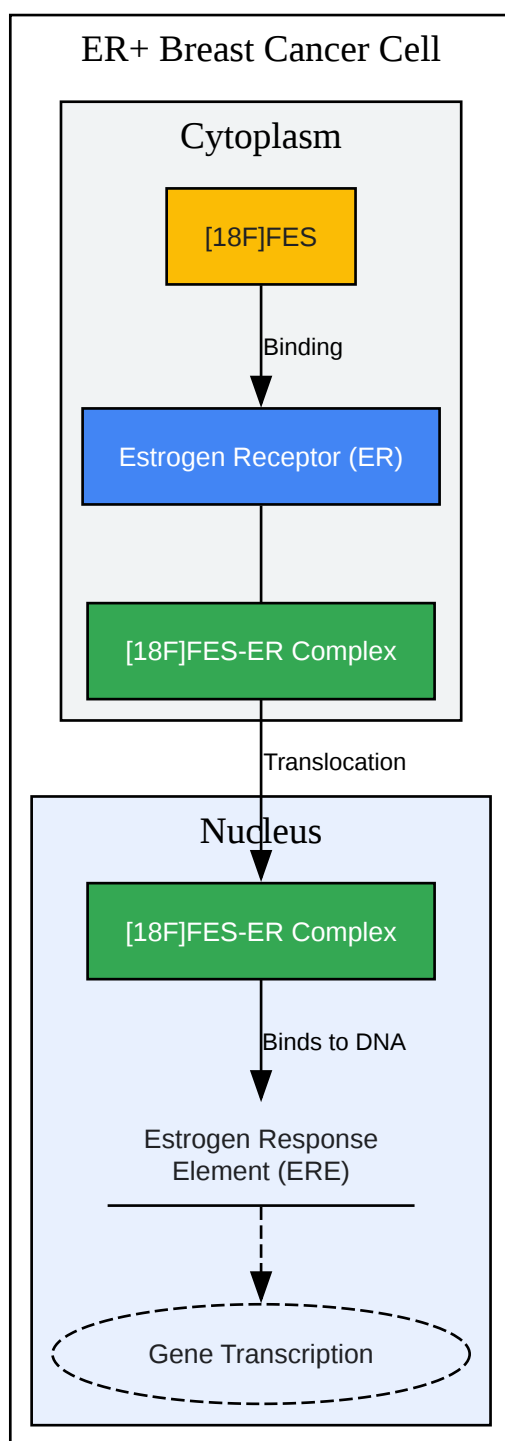 ER+ Breast Cancer Cell
Cytoplasm
[18F]FES
Binding
Estrogen Receptor (ER)
[18F]FES-ER Complex
Translocation
Nucleus
[18F]FES-ER Complex
Binds to DNA
Estrogen Response
Element (ERE)
Gene Transcription